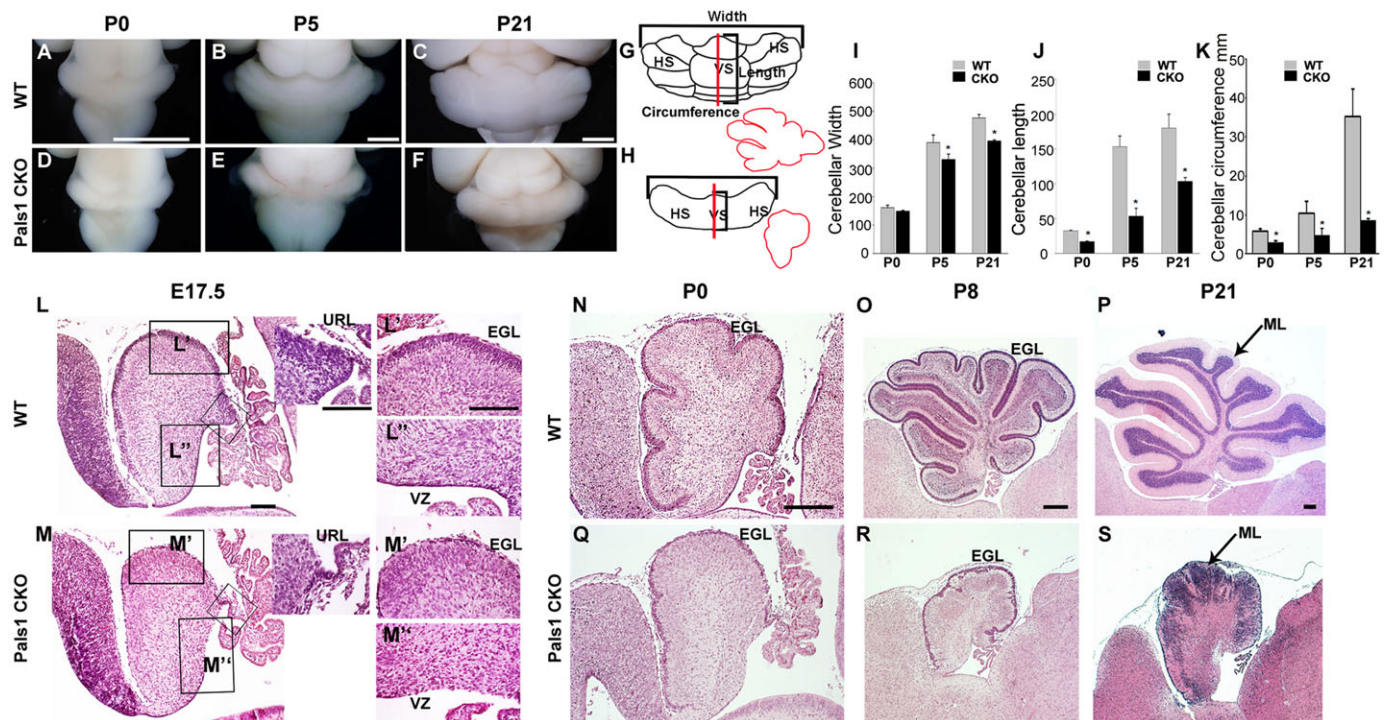 P0
P5
P21
WT
Pals1 CKO
A
B
C
D
E
F
Width
G
HS
HS
VS
Length
Circumference
H
HS
VS
HS
I
WT
CKO
Cerebellar Width
600
500
400
300
200
100
0
*
*
P0 P5 P21
J
WT
CKO
Cerebellar length
250
200
150
100
50
0
*
*
*
P0 P5 P21
K
WT
CKO
Cerebellar circumference mm
50
40
30
20
10
0
*
*
*
P0 P5 P21
E17.5
P0
P8
P21
WT
Pals1 CKO
L
L'
L''
URL
L'
EGL
L''
VZ
N
EGL
O
EGL
P
ML
M
M'
M''
URL
M'
EGL
M''
VZ
Q
EGL
R
EGL
S
ML
WT
Pals1 CKO